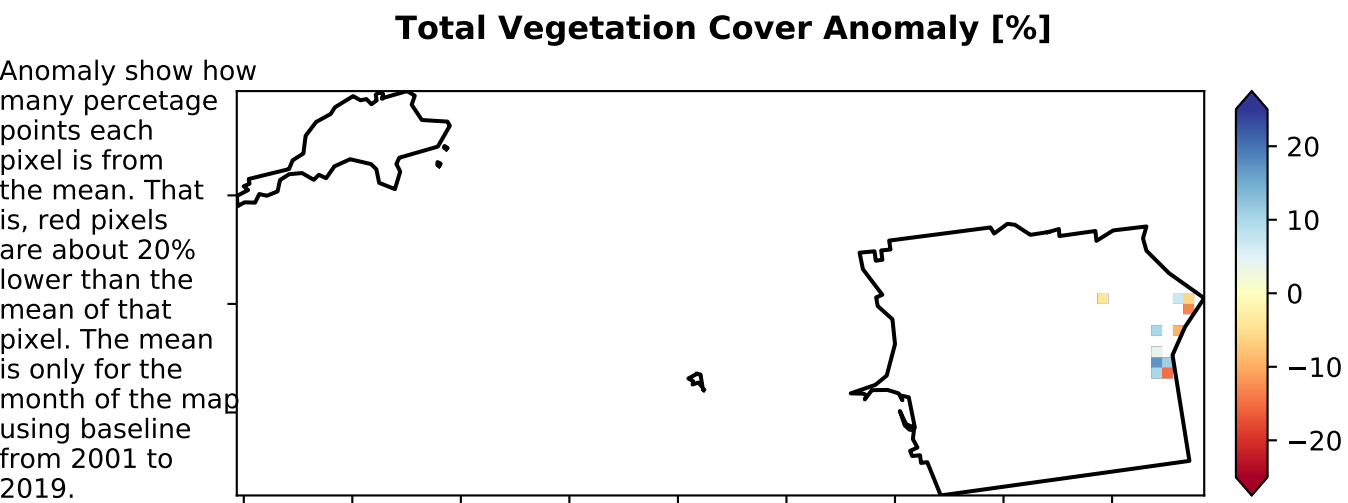 Total Vegetation Cover Anomaly [%]
Anomaly show how
many percetage
points each
pixel is from
the mean. That
is, red pixels
are about 20%
lower than the
mean of that
pixel. The mean
is only for the
month of the map
using baseline
from 2001 to
2019.
20
10
0
−10
−20